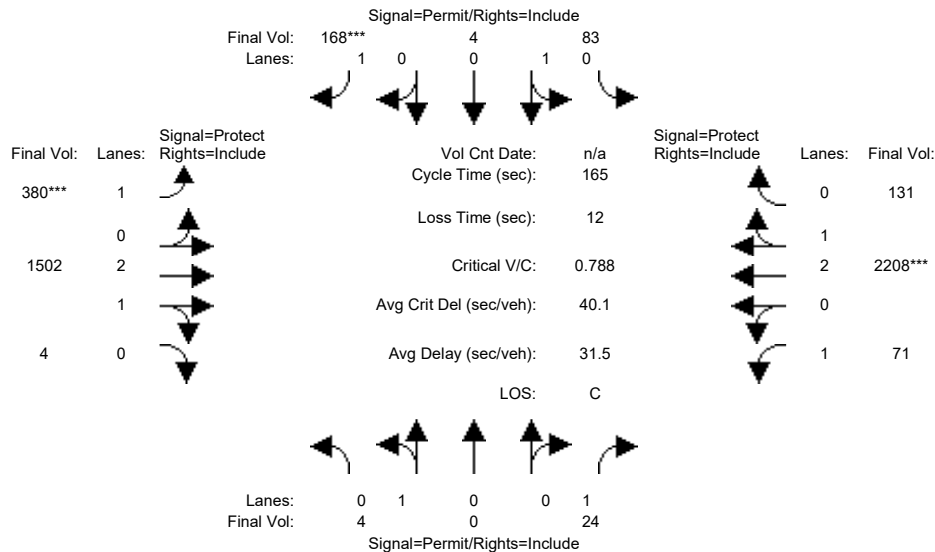 Signal=Permit/Rights=Include
Final Vol: 168*** 4 83
Lanes: 1 0 0 1 0
Signal=Protect
Final Vol: Lanes: Rights=Include
Vol Cnt Date: n/a
Signal=Protect
Rights=Include Lanes: Final Vol:
Cycle Time (sec): 165
380*** 1
0 131
Loss Time (sec): 12
0
1
1502 2
Critical V/C: 0.788
2 2208***
1
Avg Crit Del (sec/veh): 40.1
0
4 0
Avg Delay (sec/veh): 31.5
1 71
LOS: C
Lanes: 0 1 0 0 1
Final Vol: 4 0 24
Signal=Permit/Rights=Include